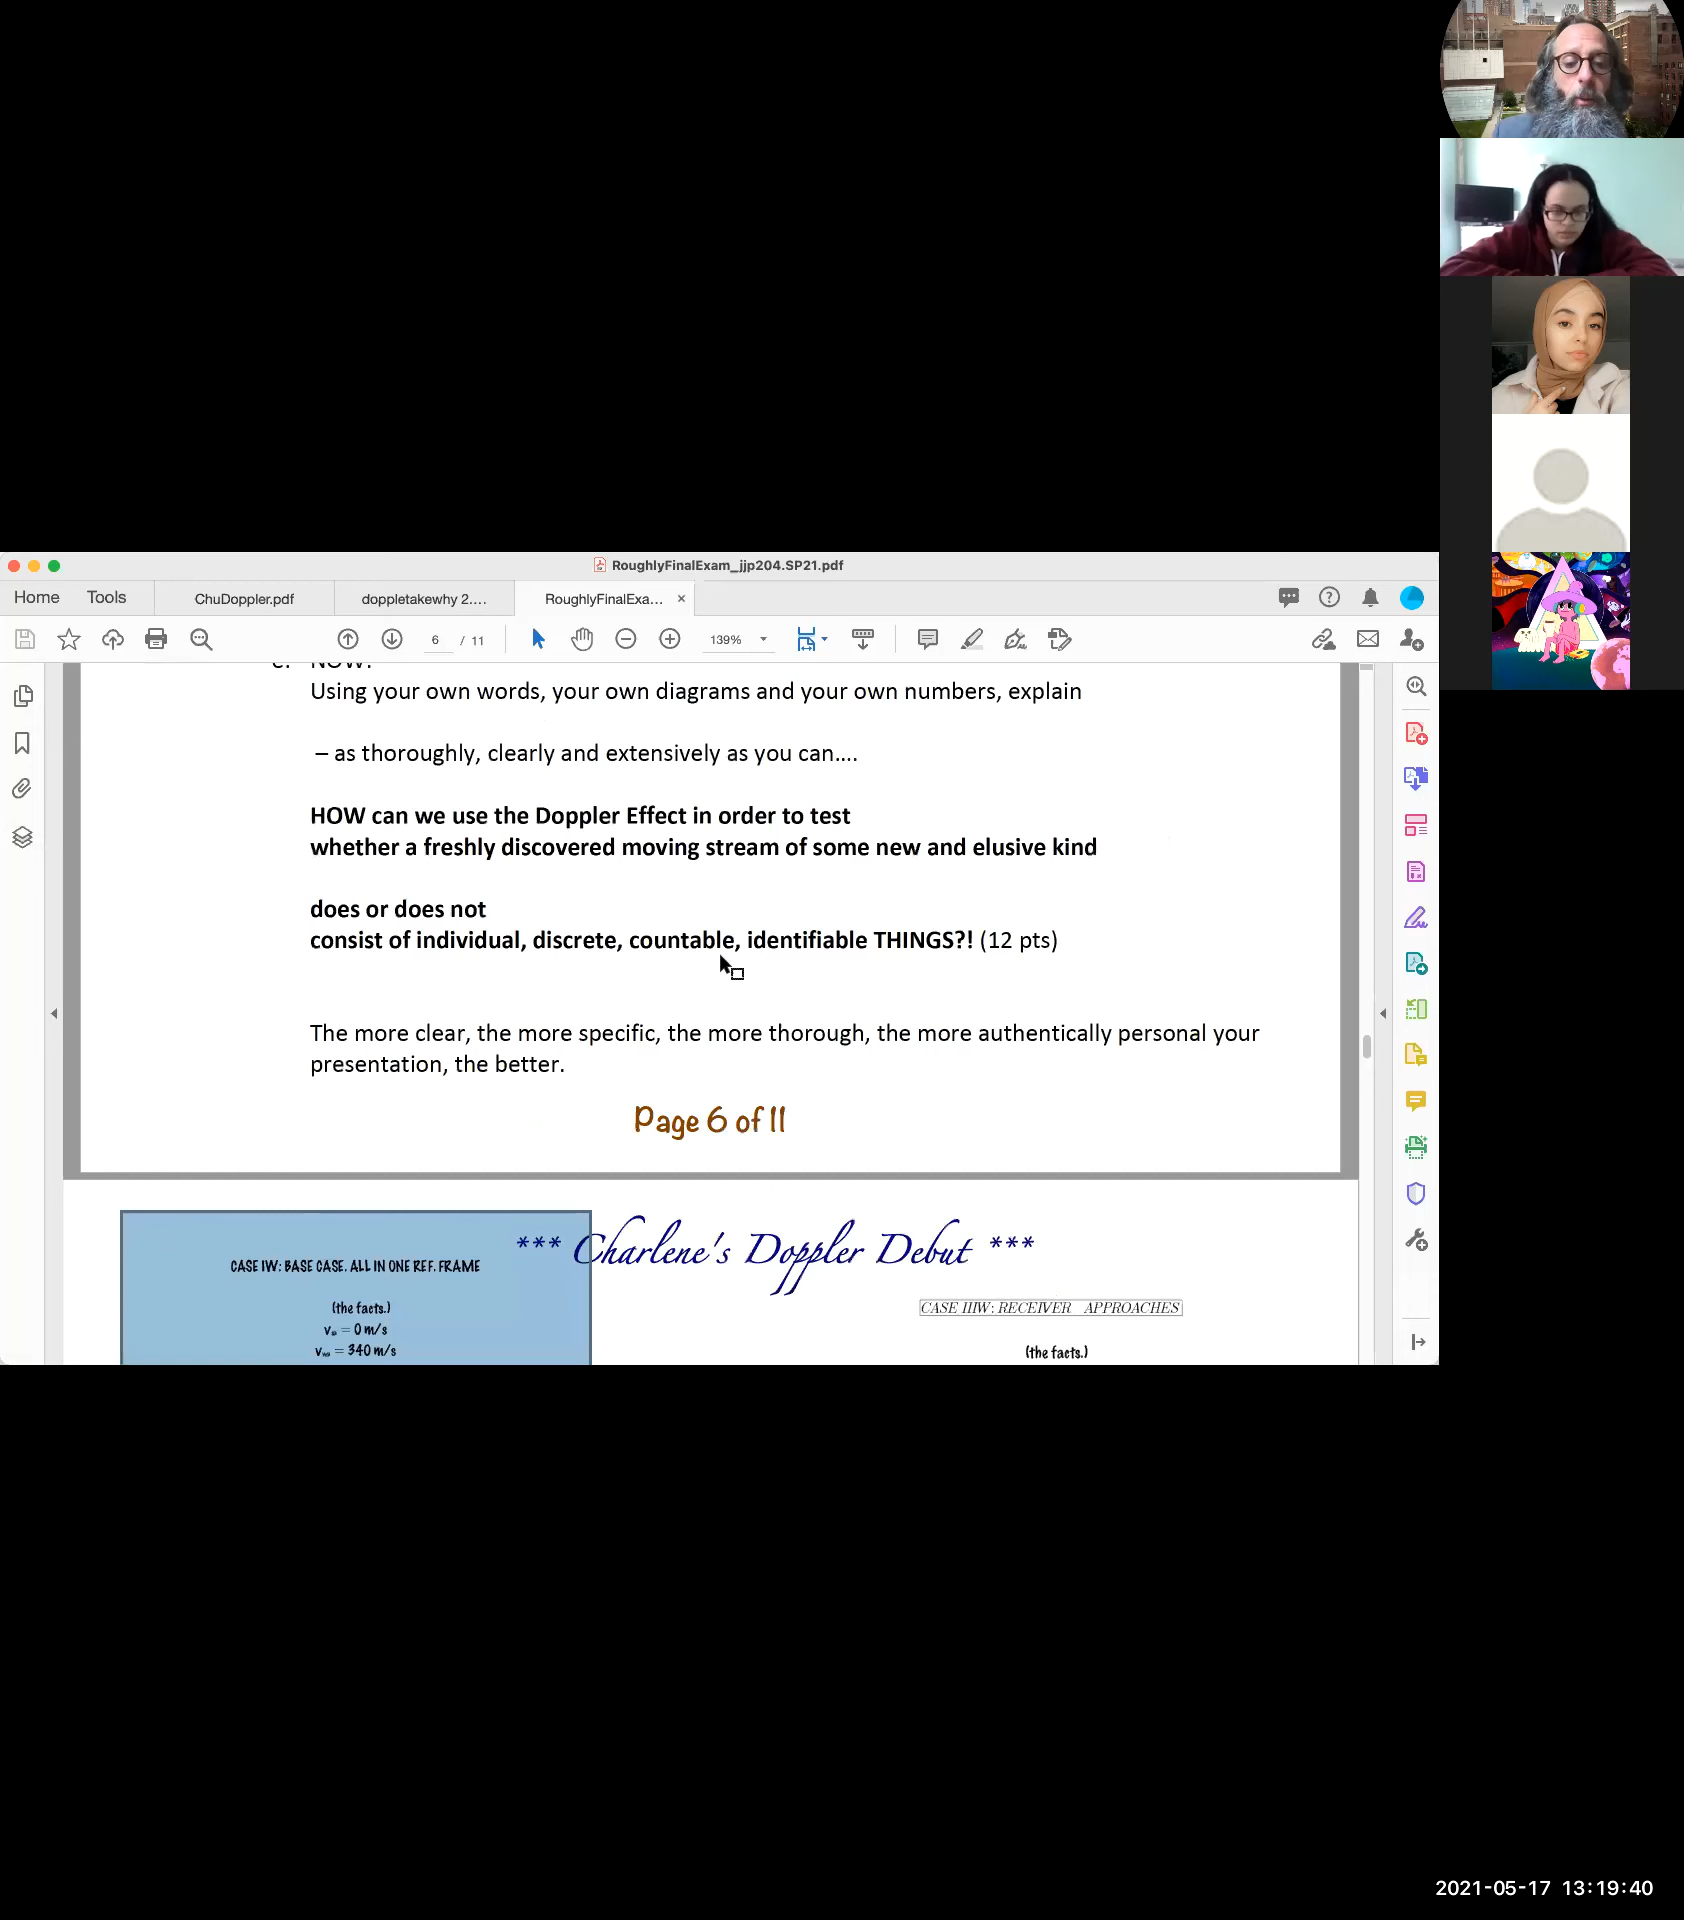 RoughlyFinalExam_jjp204.SP21.pdf
Home Tools ChuDoppler.pdf doppletakewhy 2.... RoughlyFinalExa... ×
6 / 11 139%
Using your own words, your own diagrams and your own numbers, explain
– as thoroughly, clearly and extensively as you can....
HOW can we use the Doppler Effect in order to test
whether a freshly discovered moving stream of some new and elusive kind
does or does not
consist of individual, discrete, countable, identifiable THINGS?! (12 pts)
The more clear, the more specific, the more thorough, the more authentically personal your
presentation, the better.
Page 6 of 11
*** Charlene's Doppler Debut ***
CASE IW: BASE CASE. ALL IN ONE REF. FRAME
(the facts.)
= 0 m/s
= 340 m/s
CASE IIIW: RECEIVER APPROACHES
(the facts.)
2021-05-17 13:19:40